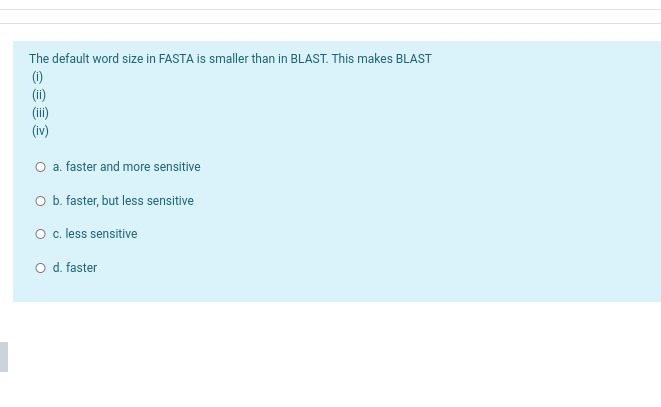 The default word size in FASTA is smaller than in BLAST. This makes BLAST
(i)
(ii)
(iii)
(iv)
a. faster and more sensitive
b. faster, but less sensitive
c. less sensitive
d. faster